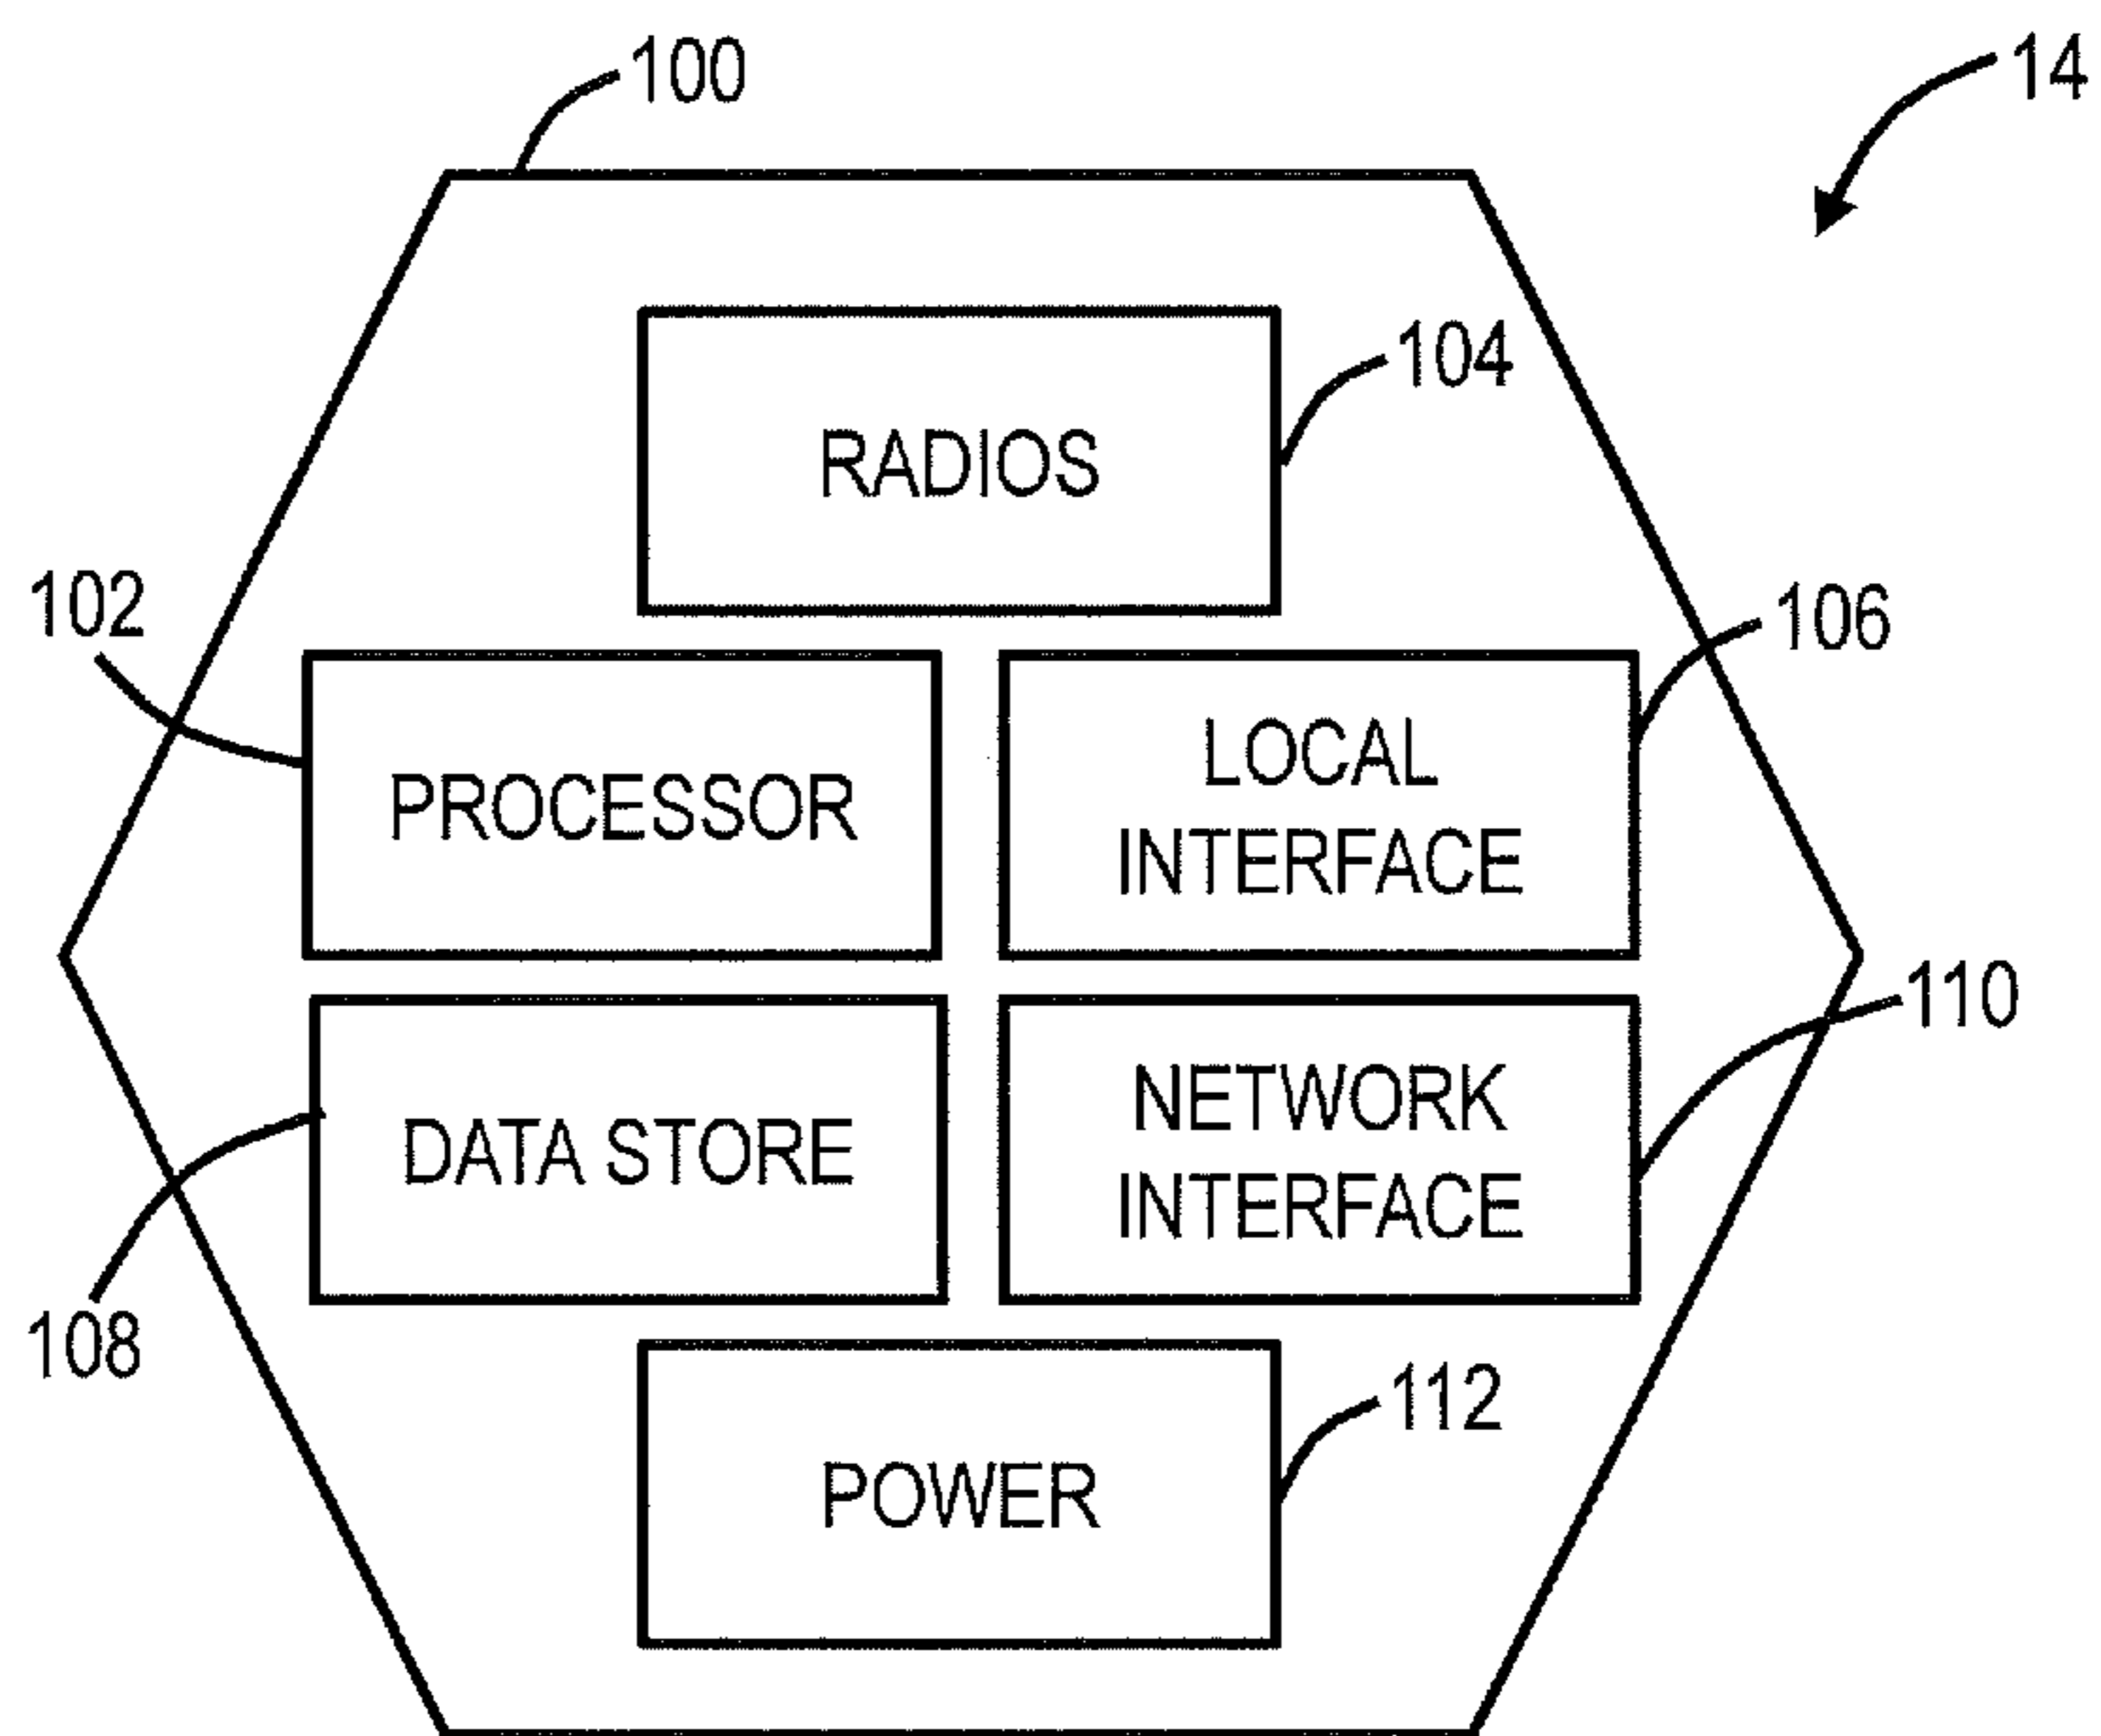 100
14
RADIOS
104
102
106
PROCESSOR
LOCAL
INTERFACE
110
DATA STORE
NETWORK
INTERFACE
108
POWER
112